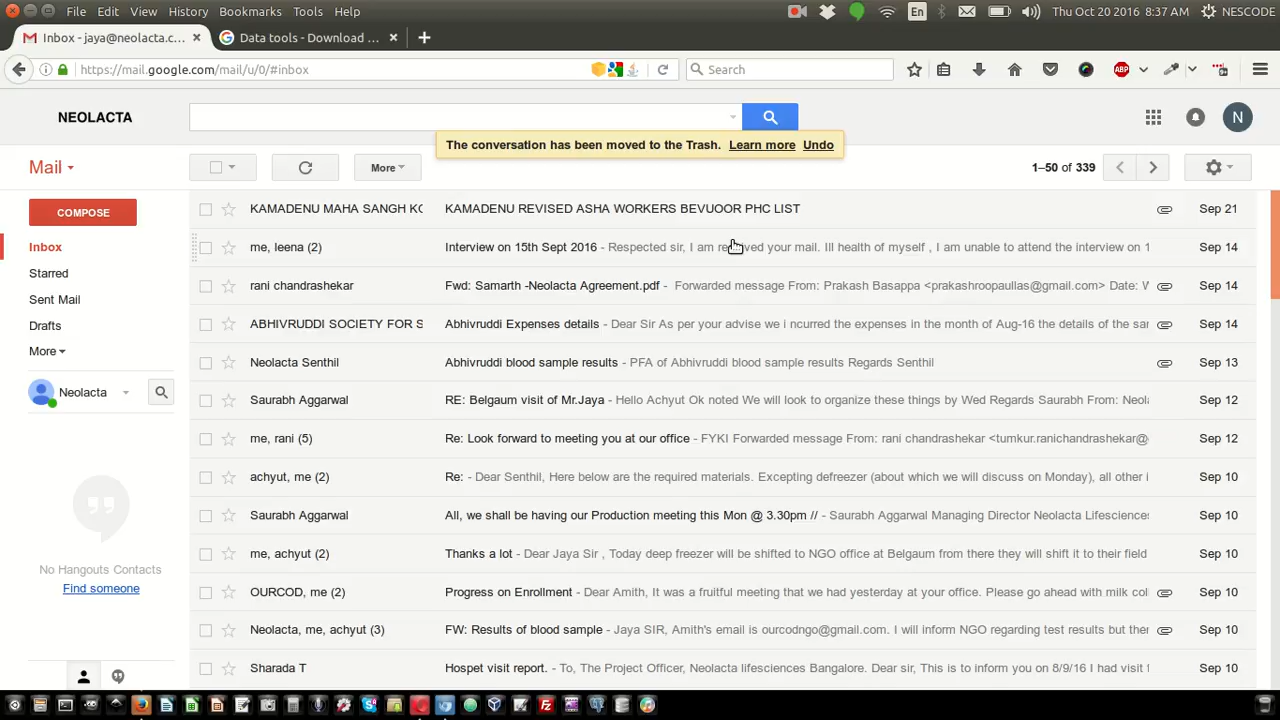 File Edit View History Bookmarks Tools Help En Thu Oct 20 2016 8:37 AM NESCODE
Inbox - jaya@neolacta.c... Data tools - Download ...
https://mail.google.com/mail/u/0/#inbox Search ABP
NEOLACTA N
The conversation has been moved to the Trash. Learn more Undo
Mail More 1–50 of 339
COMPOSE
Inbox
Starred
Sent Mail
Drafts
More
Neolacta
No Hangouts Contacts
Find someone
KAMADENU MAHA SANGH KC KAMADENU REVISED ASHA WORKERS BEVUOOR PHC LIST Sep 21
me, leena (2) Interview on 15th Sept 2016 - Respected sir, I am your mail. Ill health of myself , I am unable to attend the interview on 1 Sep 14
rani chandrashekar Fwd: Samarth -Neolacta Agreement.pdf - Forwarded message From: Prakash Basappa <prakashroopaullas@gmail.com> Date: W Sep 14
ABHIVRUDDI SOCIETY FOR S Abhivruddi Expenses details - Dear Sir As per your advise we i ncurred the expenses in the month of Aug-16 the details of the sar Sep 14
Neolacta Senthil Abhivruddi blood sample results - PFA of Abhivruddi blood sample results Regards Senthil Sep 13
Saurabh Aggarwal RE: Belgaum visit of Mr.Jaya - Hello Achyut Ok noted We will look to organize these things by Wed Regards Saurabh From: Neola Sep 12
me, rani (5) Re: Look forward to meeting you at our office - FYKI Forwarded message From: rani chandrashekar <tumkur.ranichandrashekar@ Sep 12
achyut, me (2) Re: - Dear Senthil, Here below are the required materials. Excepting defreezer (about which we will discuss on Monday), all other i Sep 10
Saurabh Aggarwal All, we shall be having our Production meeting this Mon @ 3.30pm // - Saurabh Aggarwal Managing Director Neolacta Lifesciences Sep 10
me, achyut (2) Thanks a lot - Dear Jaya Sir , Today deep freezer will be shifted to NGO office at Belgaum from there they will shift it to their field Sep 10
OURCOD, me (2) Progress on Enrollment - Dear Amith, It was a fruitful meeting that we had yesterday at your office. Please go ahead with milk col Sep 10
Neolacta, me, achyut (3) FW: Results of blood sample - Jaya SIR, Amith's email is ourcodngo@gmail.com. I will inform NGO regarding test results but ther Sep 10
Sharada T Hospet visit report. - To, The Project Officer, Neolacta lifesciences Bangalore. Dear sir, This is to inform you on 8/9/16 I had visit Sep 10